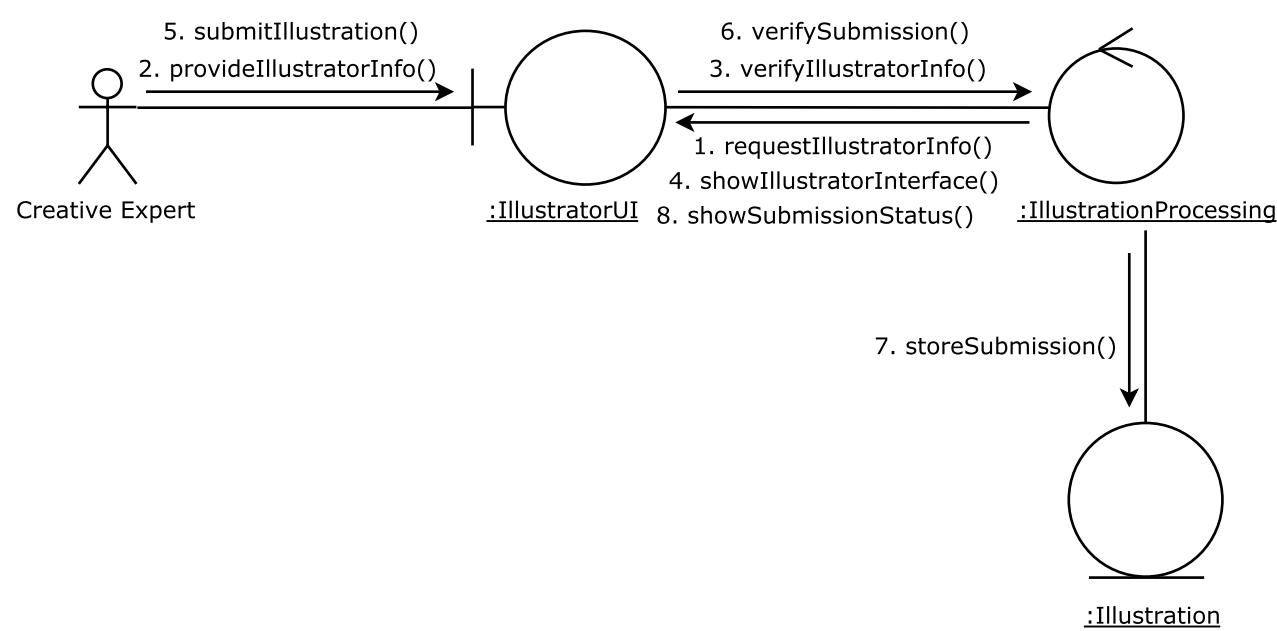 5. submitIllustration()
2. provideIllustratorInfo()
6. verifySubmission()
3. verifyIllustratorInfo()
1. requestIllustratorInfo()
4. showIllustratorInterface()
8. showSubmissionStatus()
Creative Expert
:IllustratorUI
:IllustrationProcessing
7. storeSubmission()
:Illustration